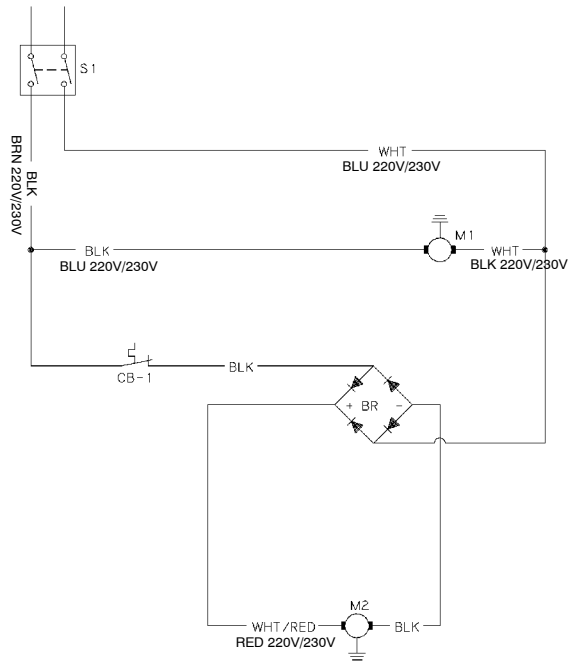 S1
BRN 220V/230V
BLK
WHT
BLU 220V/230V
M1
BLK
BLU 220V/230V
WHT
BLK 220V/230V
CB-1
BLK
+ BR -
M2
WHT/RED
BLK
RED 220V/230V